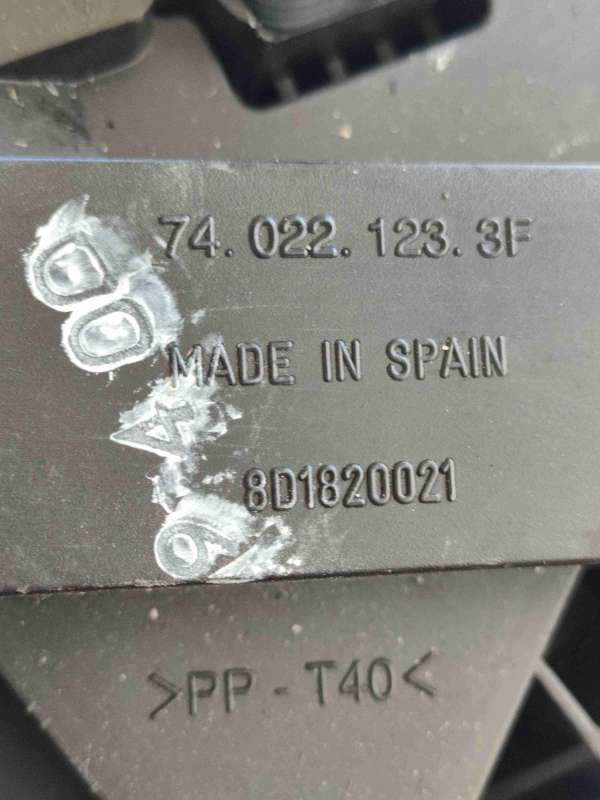 74.022.123.3F
MADE IN SPAIN
8D1820021
>PP-T40<